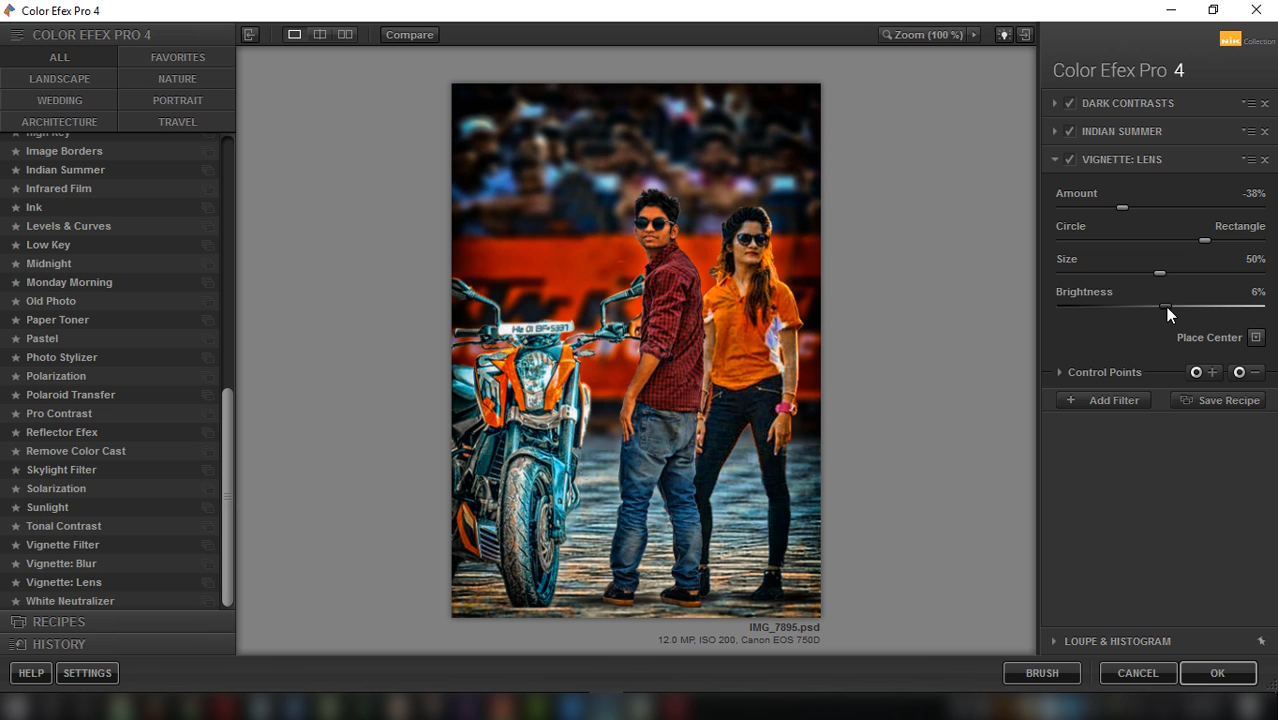 Color Efex Pro 4
COLOR EFEX PRO 4
ALL
FAVORITES
LANDSCAPE
NATURE
WEDDING
PORTRAIT
ARCHITECTURE
TRAVEL
High Key
Image Borders
Indian Summer
Infrared Film
Ink
Levels & Curves
Low Key
Midnight
Monday Morning
Old Photo
Paper Toner
Pastel
Photo Stylizer
Polarization
Polaroid Transfer
Pro Contrast
Reflector Efex
Remove Color Cast
Skylight Filter
Solarization
Sunlight
Tonal Contrast
Vignette Filter
Vignette: Blur
Vignette: Lens
White Neutralizer
RECIPES
HISTORY
HELP
SETTINGS
Compare
Zoom (100 %)
IMG_7895.psd
12.0 MP, ISO 200, Canon EOS 750D
Nik Collection
Color Efex Pro 4
DARK CONTRASTS
INDIAN SUMMER
VIGNETTE: LENS
Amount -38%
Circle Rectangle
Size 50%
Brightness 6%
Place Center
Control Points
+ Add Filter
Save Recipe
LOUPE & HISTOGRAM
BRUSH
CANCEL
OK